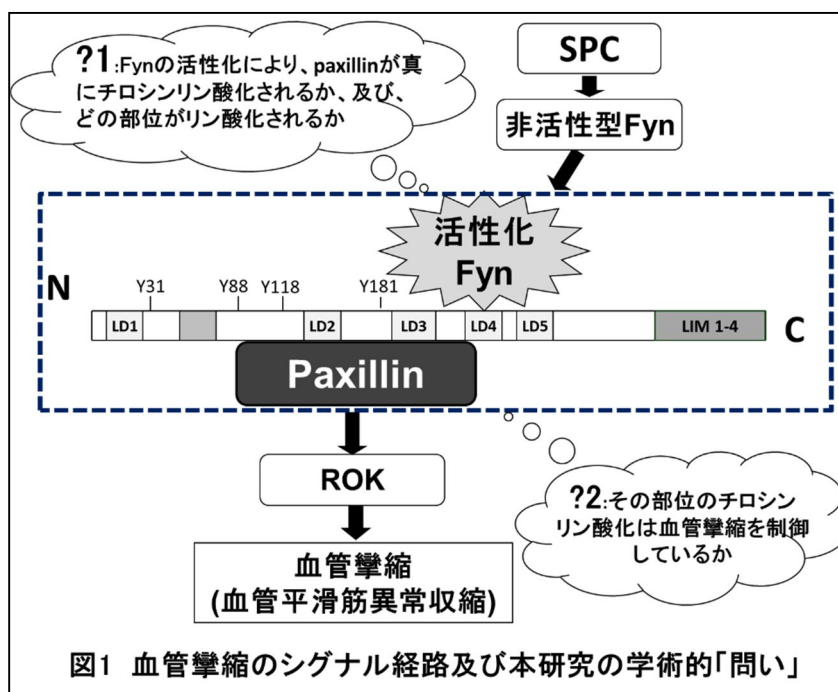 ?1:Fynの活性化により、paxillinが真
にチロシンリン酸化されるか、及び、
どの部位がリン酸化されるか
SPC
非活性型Fyn
活性化
Fyn
N
Y31
Y88
Y118
Y181
LD1
LD2
LD3
LD4
LD5
LIM 1-4
C
Paxillin
ROK
?2:その部位のチロシン
リン酸化は血管攣縮を制御
しているか
血管攣縮
(血管平滑筋異常収縮)
図1 血管攣縮のシグナル経路及び本研究の学術的「問い」